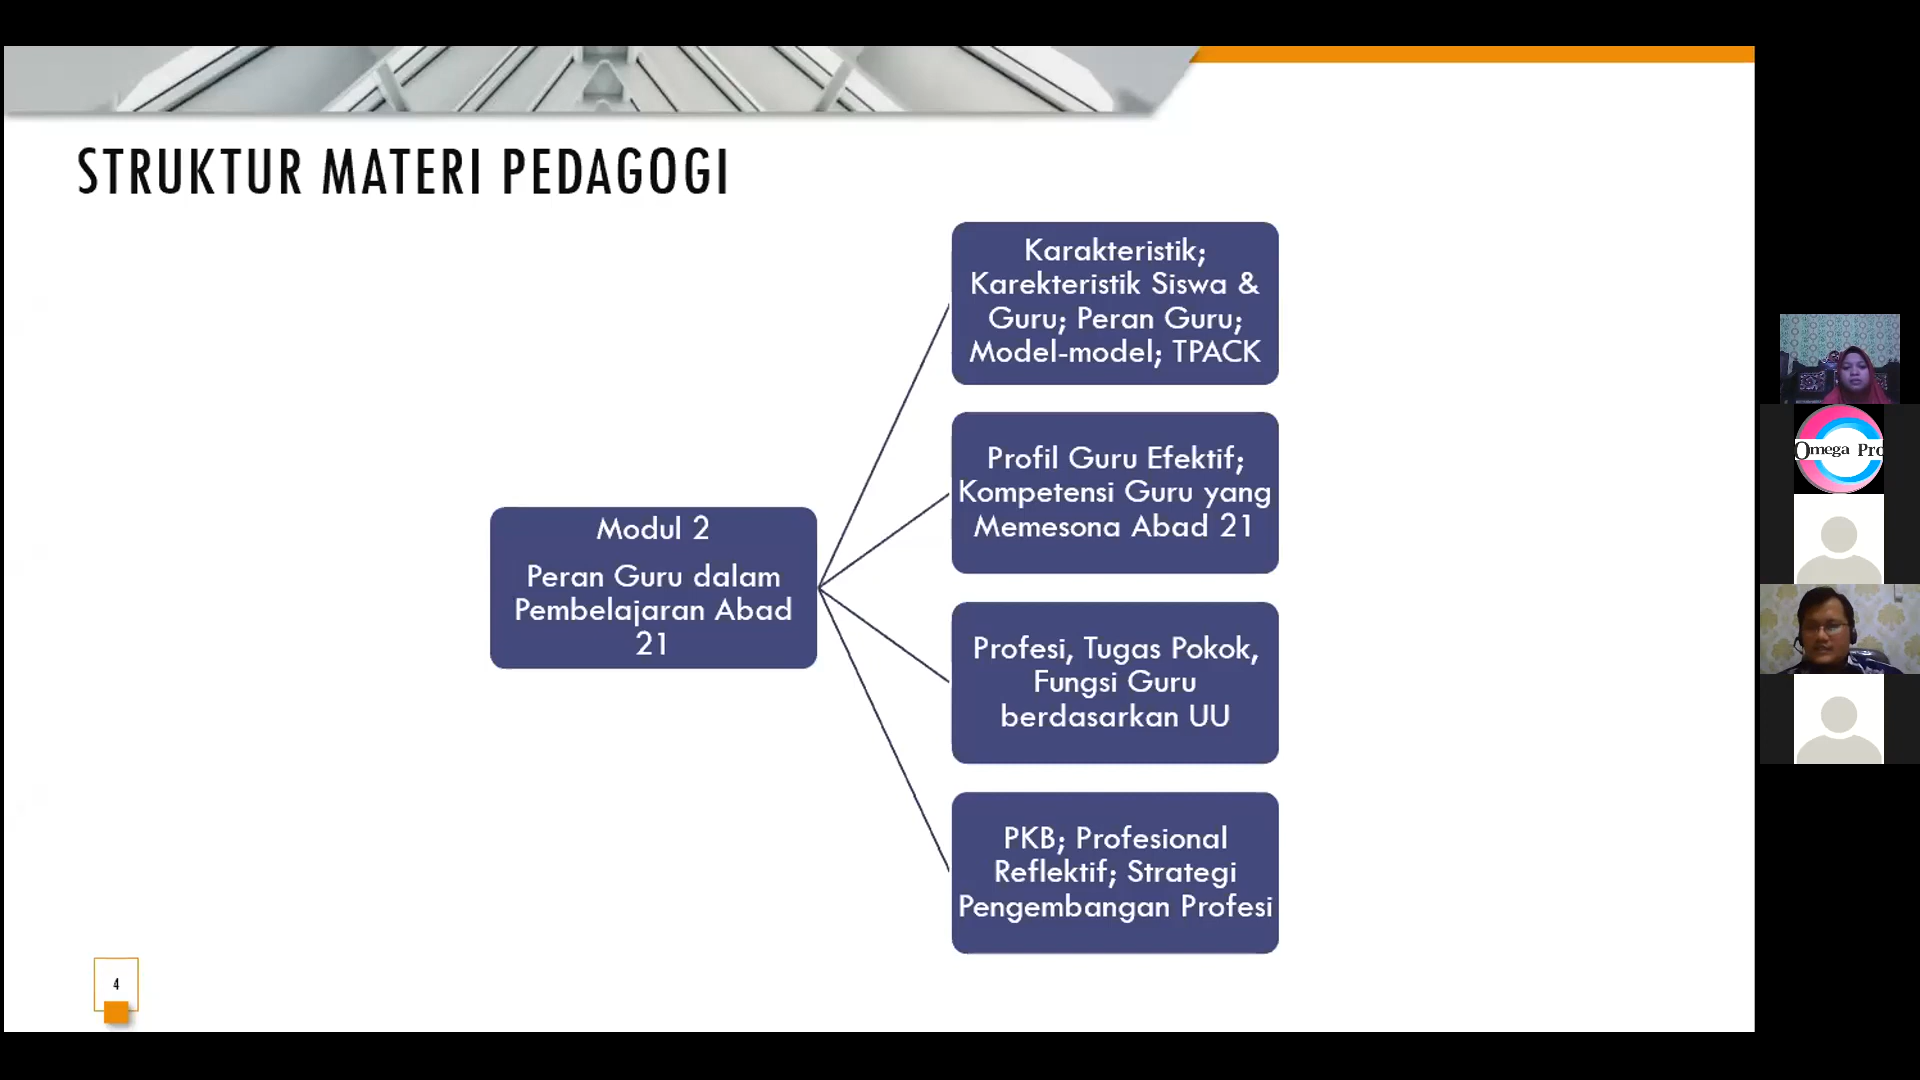 STRUKTUR MATERI PEDAGOGI
Modul 2
Peran Guru dalam
Pembelajaran Abad
21
Karakteristik;
Karekteristik Siswa &
Guru; Peran Guru;
Model-model; TPACK
Profil Guru Efektif;
Kompetensi Guru yang
Memesona Abad 21
Profesi, Tugas Pokok,
Fungsi Guru
berdasarkan UU
PKB; Profesional
Reflektif; Strategi
Pengembangan Profesi
4
Omega Pro